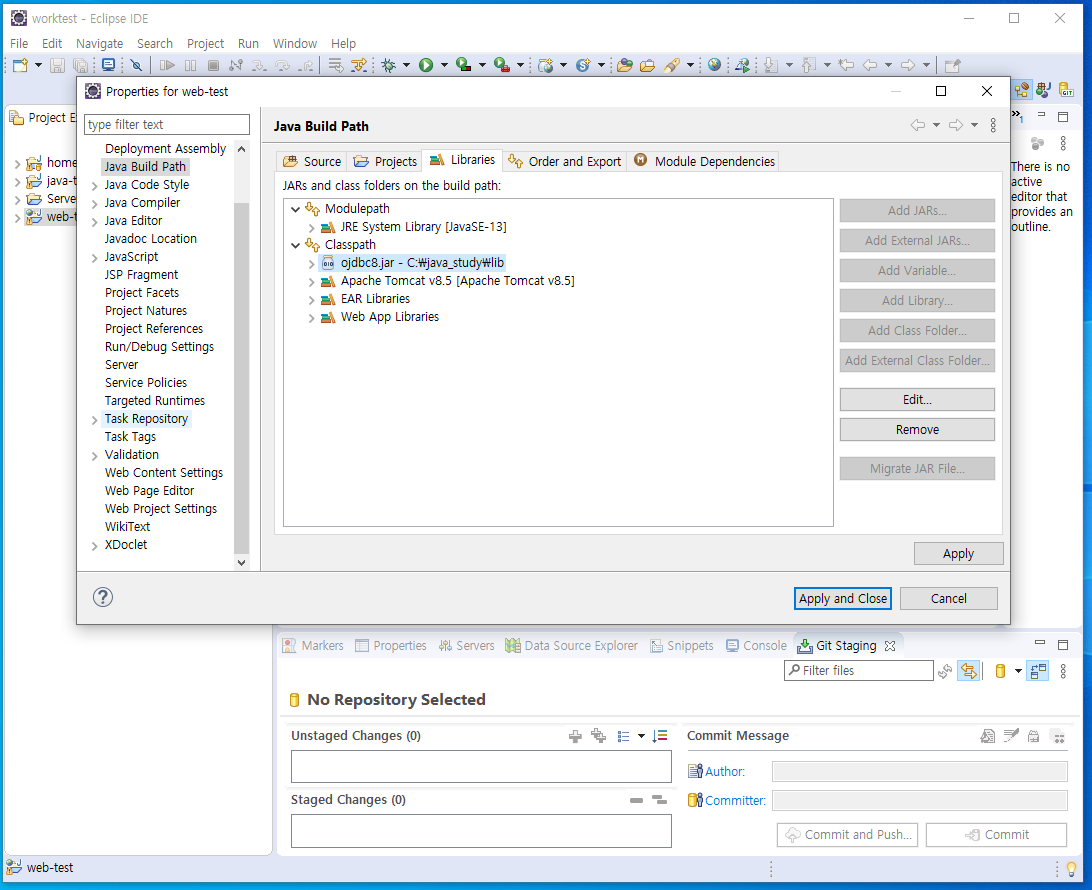 worktest - Eclipse IDE
File Edit Navigate Search Project Run Window Help
Project E
home
java-t
Serve
web-t
Properties for web-test
type filter text
Deployment Assembly
Java Build Path
Java Code Style
Java Compiler
Java Editor
Javadoc Location
JavaScript
JSP Fragment
Project Facets
Project Natures
Project References
Run/Debug Settings
Server
Service Policies
Targeted Runtimes
Task Repository
Task Tags
Validation
Web Content Settings
Web Page Editor
Web Project Settings
WikiText
XDoclet
Java Build Path
Source Projects Libraries Order and Export Module Dependencies
JARs and class folders on the build path:
Modulepath
JRE System Library [JavaSE-13]
Classpath
ojdbc8.jar - C:₩java_study₩lib
Apache Tomcat v8.5 [Apache Tomcat v8.5]
EAR Libraries
Web App Libraries
Add JARs...
Add External JARs...
Add Variable...
Add Library...
Add Class Folder...
Add External Class Folder...
Edit...
Remove
Migrate JAR File...
Apply
Apply and Close Cancel
GIT
»1
There is no
active
editor that
provides an
outline.
Markers Properties Servers Data Source Explorer Snippets Console Git Staging
Filter files
No Repository Selected
Unstaged Changes (0)
Staged Changes (0)
Commit Message
Author:
Committer:
Commit and Push... Commit
web-test